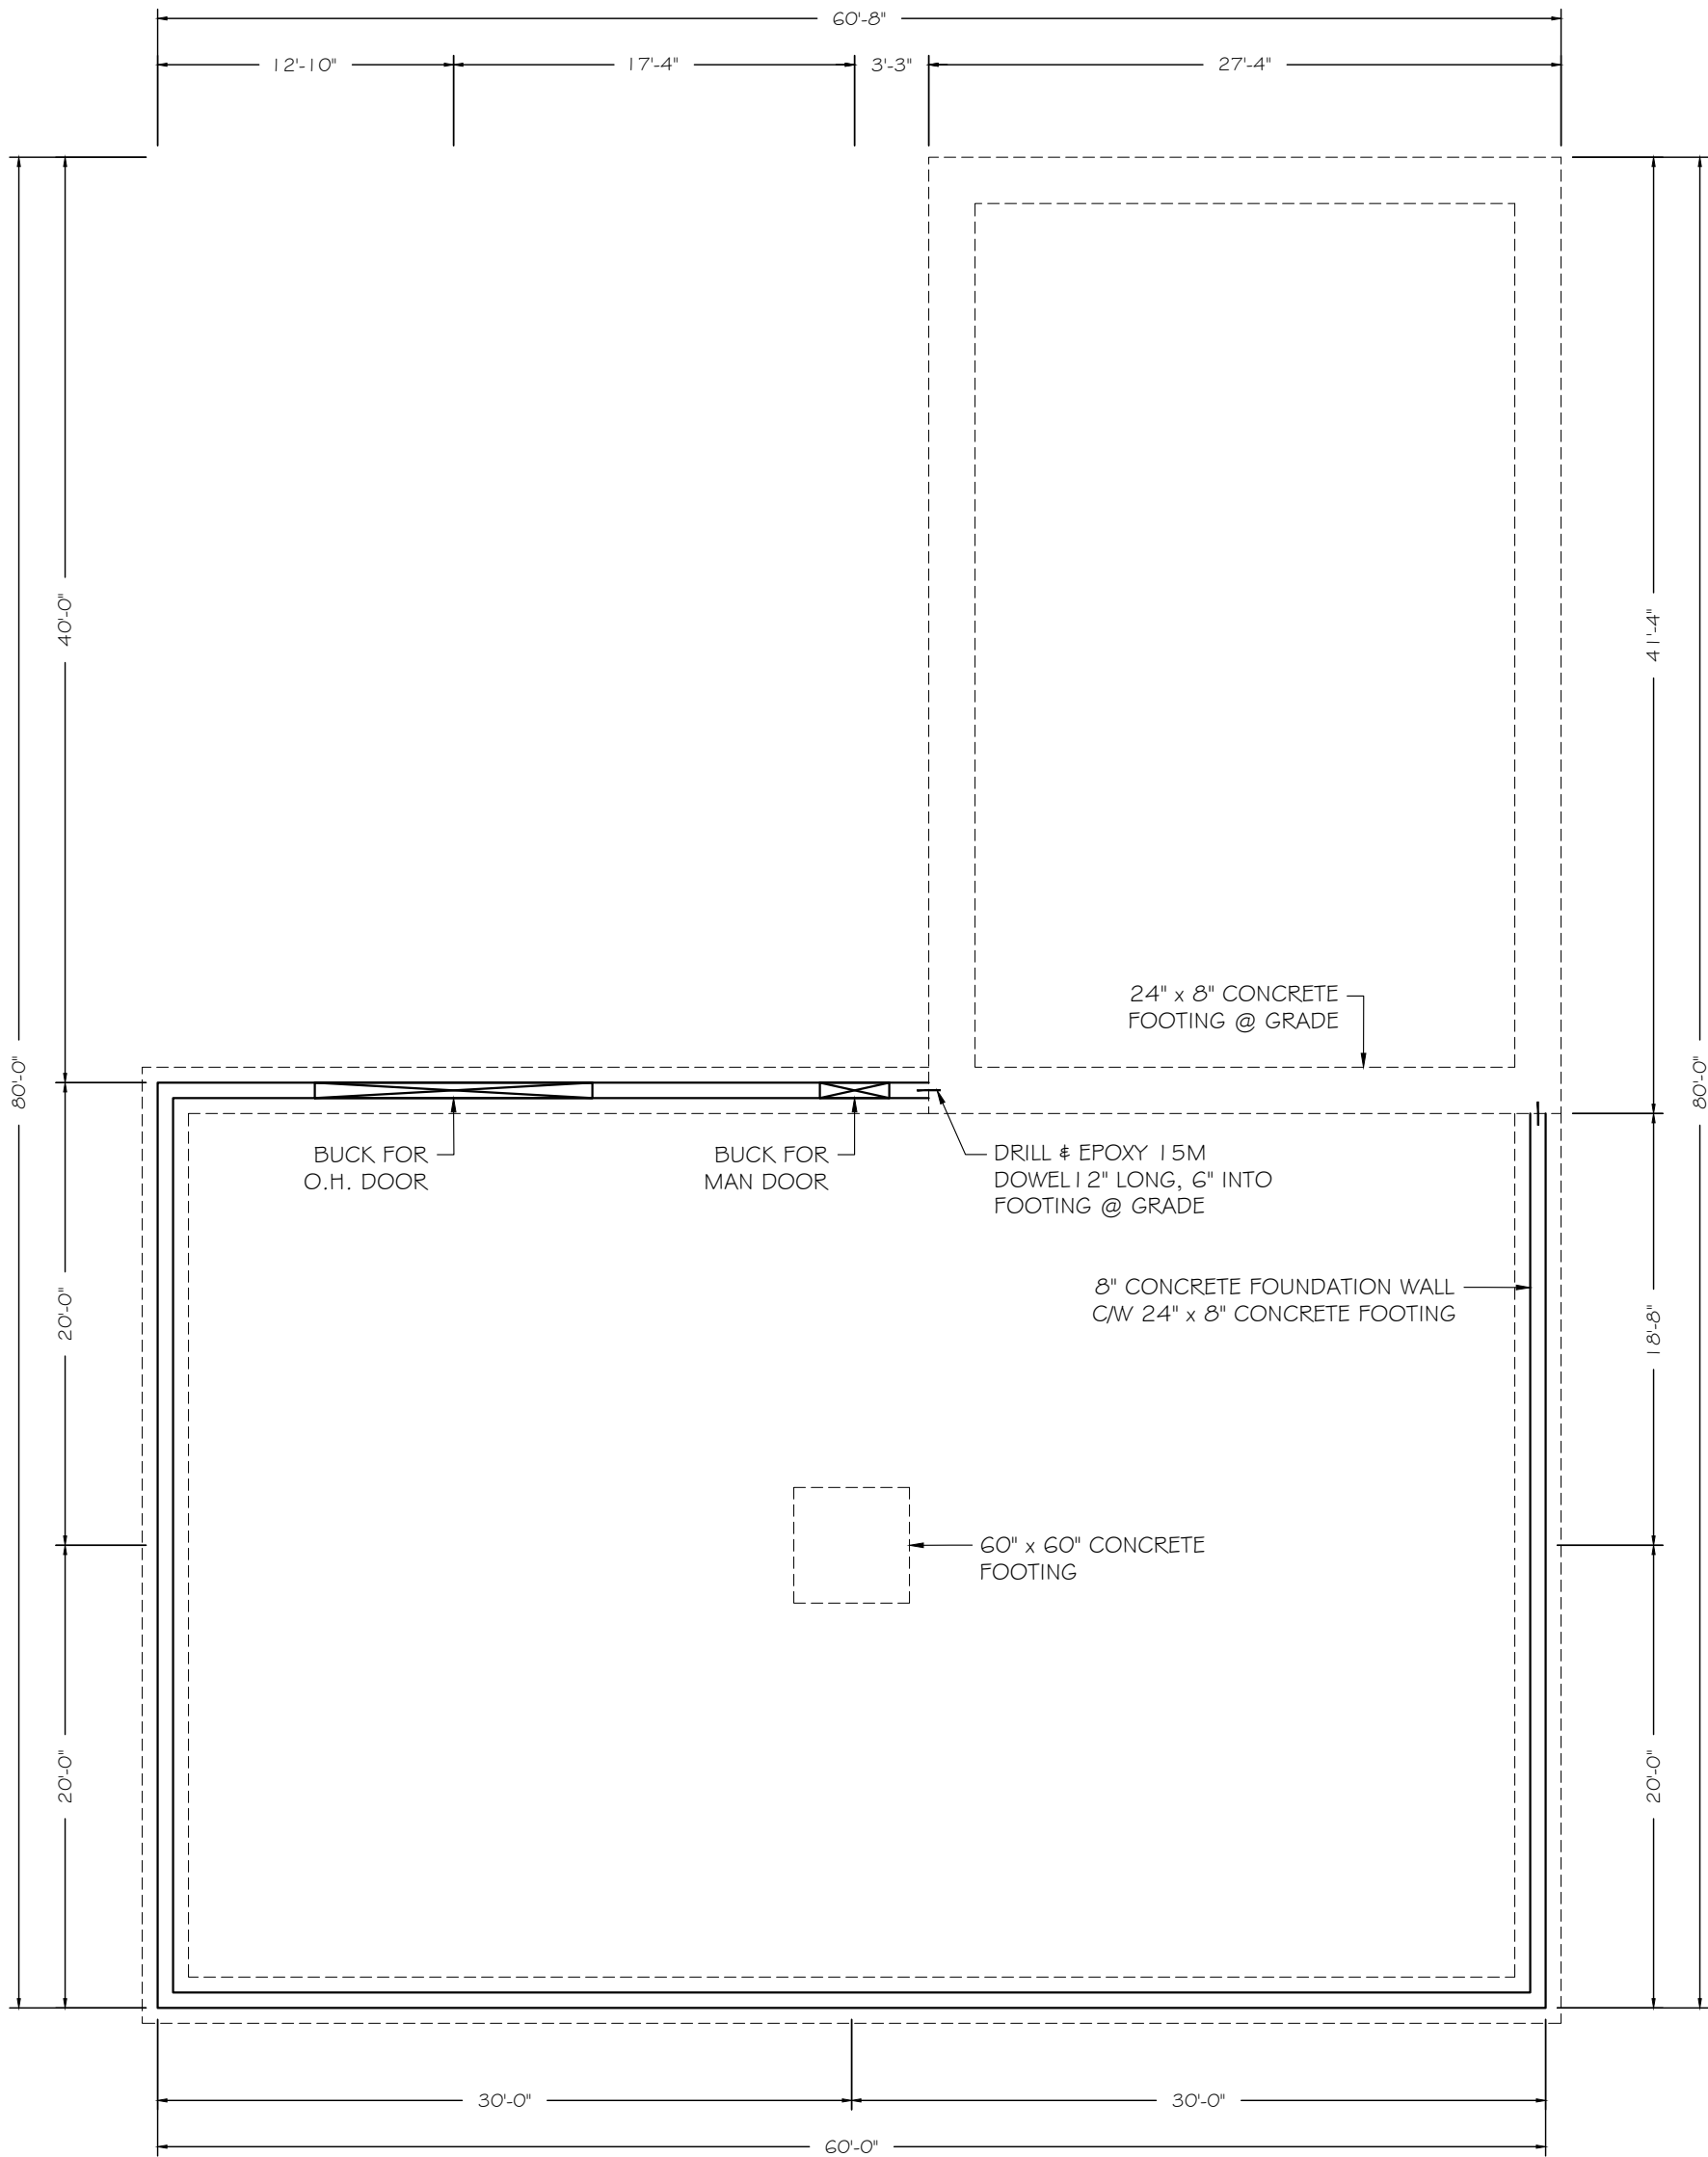 60'-8"
12'-10"
17'-4"
3'-3"
27'-4"
40'-0"
41'-4"
24" x 8" CONCRETE
FOOTING @ GRADE
80'-0"
80'-0"
BUCK FOR
O.H. DOOR
BUCK FOR
MAN DOOR
DRILL & EPOXY 15M
DOWEL12" LONG, 6" INTO
FOOTING @ GRADE
8" CONCRETE FOUNDATION WALL
C/W 24" x 8" CONCRETE FOOTING
20'-0"
18'-8"
60" x 60" CONCRETE
FOOTING
20'-0"
20'-0"
30'-0"
30'-0"
60'-0"